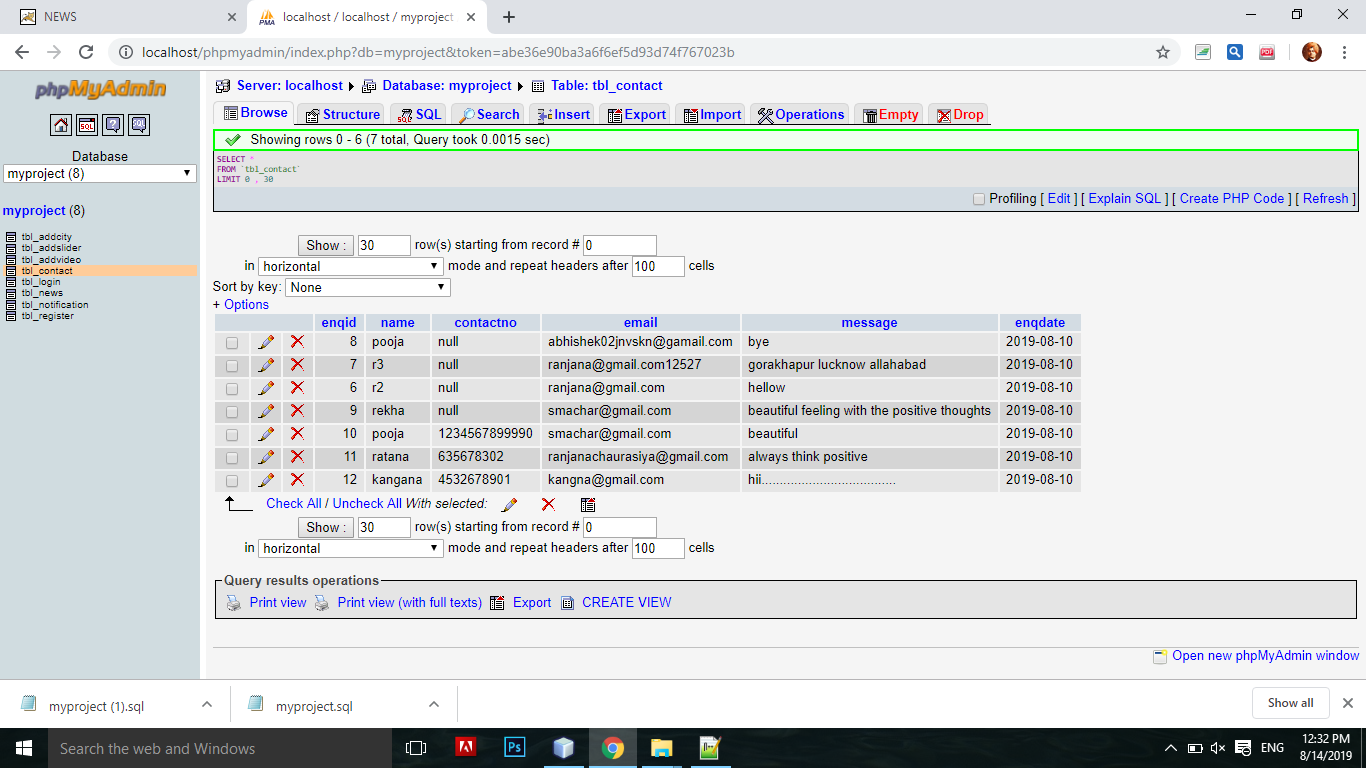 NEWS
localhost / localhost / myproject
localhost/phpmyadmin/index.php?db=myproject&token=abe36e90ba3a6f6ef5d93d74f767023b
phpMyAdmin
SQL
Database
myproject (8)
myproject (8)
tbl_addcity
tbl_addslider
tbl_addvideo
tbl_contact
tbl_login
tbl_news
tbl_notification
tbl_register
Server: localhost Database: myproject Table: tbl_contact
Browse Structure SQL Search Insert Export Import Operations Empty Drop
Showing rows 0 - 6 (7 total, Query took 0.0015 sec)
SELECT *
FROM `tbl_contact`
LIMIT 0 , 30
Profiling [ Edit ] [ Explain SQL ] [ Create PHP Code ] [ Refresh ]
Show : 30 row(s) starting from record # 0
in horizontal mode and repeat headers after 100 cells
Sort by key: None
+ Options
enqid name contactno email message enqdate
8 pooja null abhishek02jnvskn@gamail.com bye 2019-08-10
7 r3 null ranjana@gmail.com12527 gorakhapur lucknow allahabad 2019-08-10
6 r2 null ranjana@gmail.com hellow 2019-08-10
9 rekha null smachar@gmail.com beautiful feeling with the positive thoughts 2019-08-10
10 pooja 1234567899990 smachar@gmail.com beautiful 2019-08-10
11 ratana 635678302 ranjanachaurasiya@gmail.com always think positive 2019-08-10
12 kangana 4532678901 kangna@gmail.com hii..................................... 2019-08-10
Check All / Uncheck All With selected:
Show : 30 row(s) starting from record # 0
in horizontal mode and repeat headers after 100 cells
Query results operations
Print view Print view (with full texts) Export CREATE VIEW
Open new phpMyAdmin window
myproject (1).sql myproject.sql Show all
Search the web and Windows
Ps
ENG
12:32 PM
8/14/2019